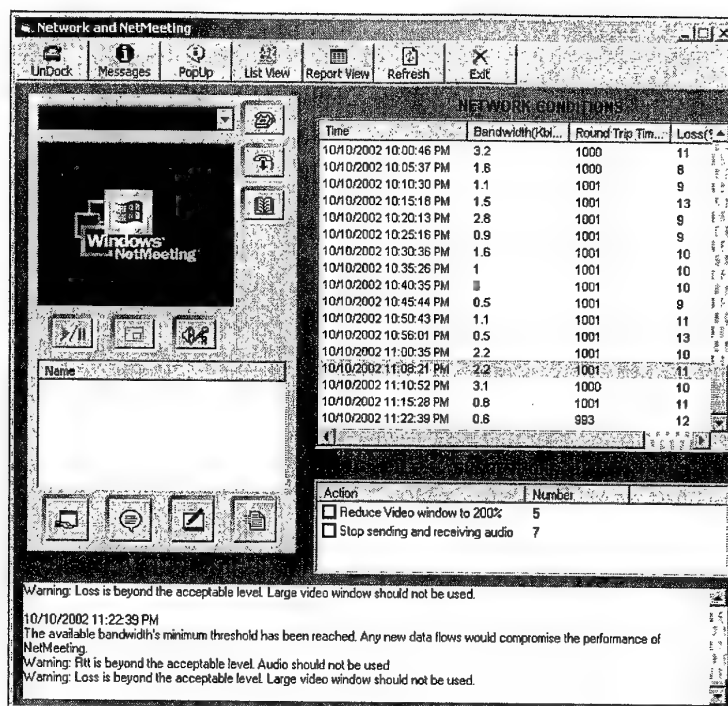 Network and NetMeeting
UnDock Messages PopUp List View Report View Refresh Exit
NETWORK CONDITIONS
Time Bandwidth(Kbi... Round Trip Tim... Loss(%
10/10/2002 10:00:46 PM 3.2 1000 11
10/10/2002 10:05:37 PM 1.6 1000 8
10/10/2002 10:10:30 PM 1.1 1001 9
10/10/2002 10:15:18 PM 1.5 1001 13
10/10/2002 10:20:13 PM 2.8 1001 9
10/10/2002 10:25:16 PM 0.9 1001 9
10/10/2002 10:30:36 PM 1.6 1001 10
10/10/2002 10:35:26 PM 1 1001 10
10/10/2002 10:40:35 PM 1001 10
10/10/2002 10:45:44 PM 0.5 1001 9
10/10/2002 10:50:43 PM 1.1 1001 11
10/10/2002 10:56:01 PM 0.5 1001 13
10/10/2002 11:00:35 PM 2.2 1001 10
10/10/2002 11:08:21 PM 2.2 1001 11
10/10/2002 11:10:52 PM 3.1 1000 10
10/10/2002 11:15:28 PM 0.8 1001 11
10/10/2002 11:22:39 PM 0.6 993 12
Windows
NetMeeting
Name
Action Number
Reduce Video window to 200% 5
Stop sending and receiving audio 7
Warning: Loss is beyond the acceptable level. Large video window should not be used.
10/10/2002 11:22:39 PM
The available bandwidth's minimum threshold has been reached. Any new data flows would compromise the performance of
NetMeeting.
Warning: Rtt is beyond the acceptable level. Audio should not be used
Warning: Loss is beyond the acceptable level. Large video window should not be used.